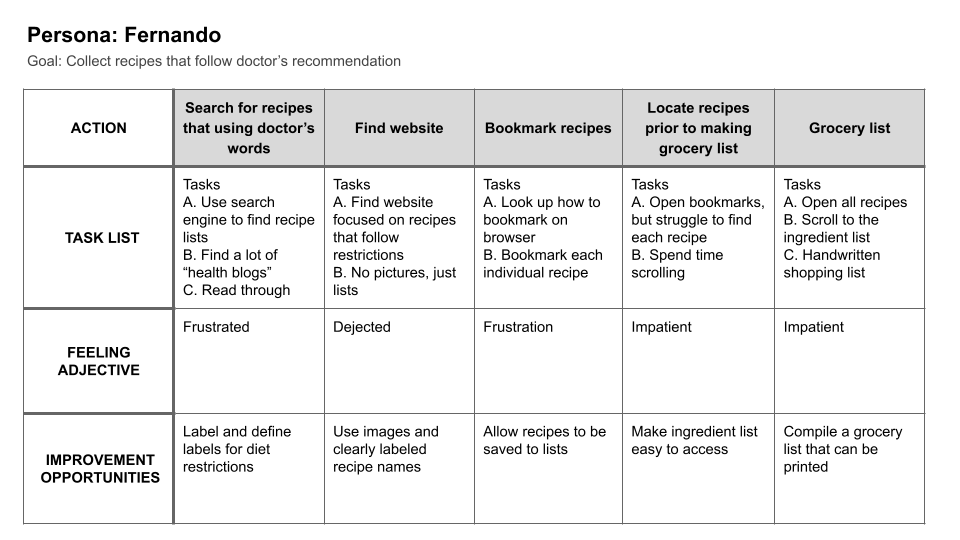 Persona: Fernando
Goal: Collect recipes that follow doctor's recommendation
ACTION
Search for recipes
that using doctor's
words
Find website
Bookmark recipes
Locate recipes
prior to making
grocery list
Grocery list
TASK LIST
Tasks
A. Use search
engine to find recipe
lists
B. Find a lot of
“health blogs”
C. Read through
Tasks
A. Find website
focused on recipes
that follow
restrictions
B. No pictures, just
lists
Tasks
A. Look up how to
bookmark on
browser
B. Bookmark each
individual recipe
Tasks
A. Open bookmarks,
but struggle to find
each recipe
B. Spend time
scrolling
Tasks
A. Open all recipes
B. Scroll to the
ingredient list
C. Handwritten
shopping list
FEELING
ADJECTIVE
Frustrated
Dejected
Frustration
Impatient
Impatient
IMPROVEMENT
OPPORTUNITIES
Label and define
labels for diet
restrictions
Use images and
clearly labeled
recipe names
Allow recipes to be
saved to lists
Make ingredient list
easy to access
Compile a grocery
list that can be
printed